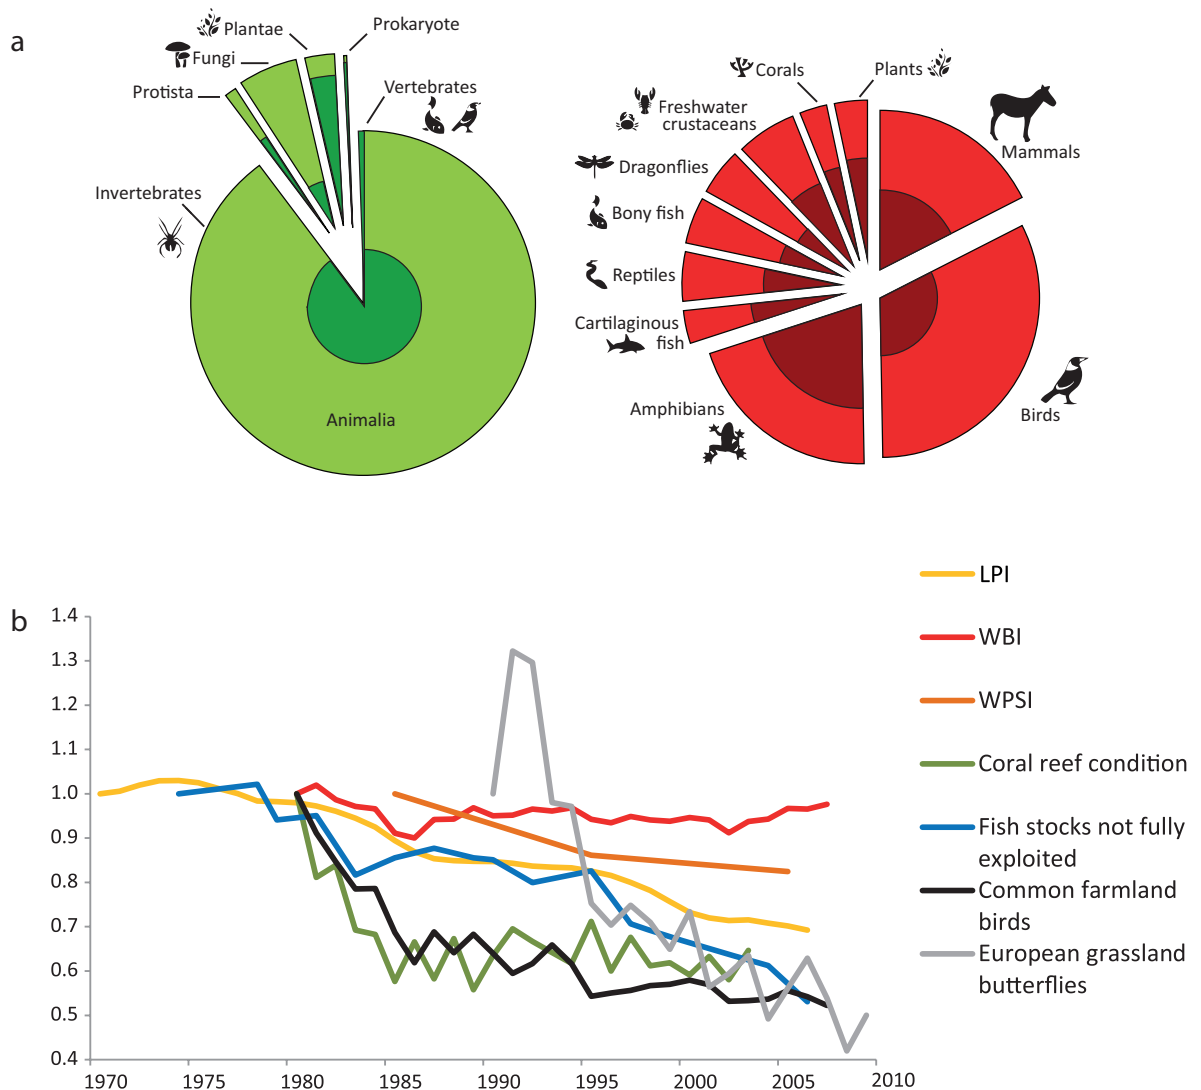 a
Plantae
Prokaryote
Fungi
Protista
Vertebrates
Invertebrates
Animalia
Corals
Plants
Freshwater
crustaceans
Mammals
Dragonflies
Bony fish
Reptiles
Cartilaginous
fish
Amphibians
Birds
b
1.4
1.3
1.2
1.1
1.0
0.9
0.8
0.7
0.6
0.5
0.4
1970
1975
1980
1985
1990
1995
2000
2005
2010
LPI
WBI
WPSI
Coral reef condition
Fish stocks not fully
exploited
Common farmland
birds
European grassland
butterflies